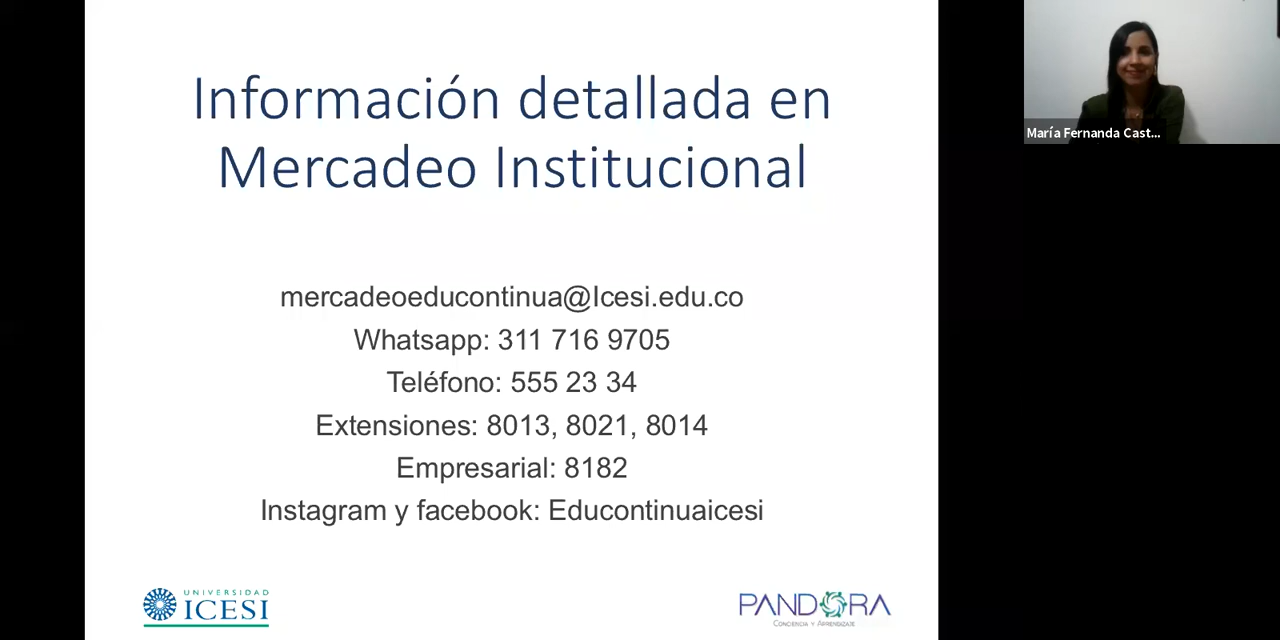 Información detallada en
Mercadeo Institucional
mercadeoeducontinua@Icesi.edu.co
Whatsapp: 311 716 9705
Teléfono: 555 23 34
Extensiones: 8013, 8021, 8014
Empresarial: 8182
Instagram y facebook: Educontinuaicesi
UNIVERSIDAD
ICESI
PANDORA
CONCIENCIA Y APRENDIZAJE
María Fernanda Cast...